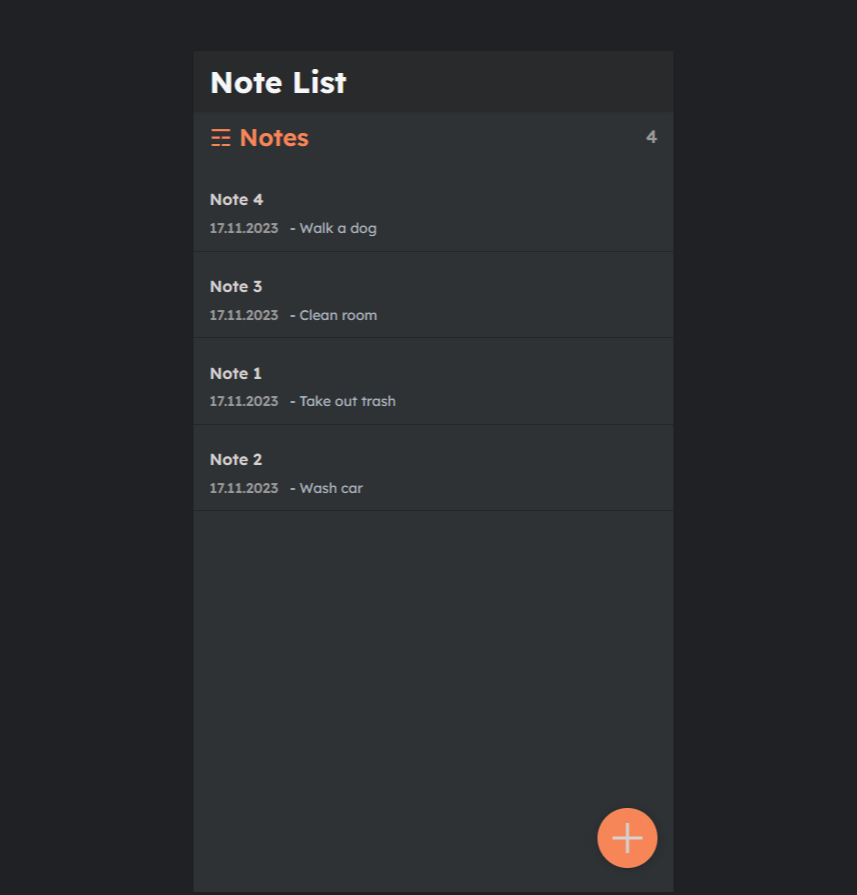 Note List
☶ Notes 4
Note 4
17.11.2023 - Walk a dog
Note 3
17.11.2023 - Clean room
Note 1
17.11.2023 - Take out trash
Note 2
17.11.2023 - Wash car